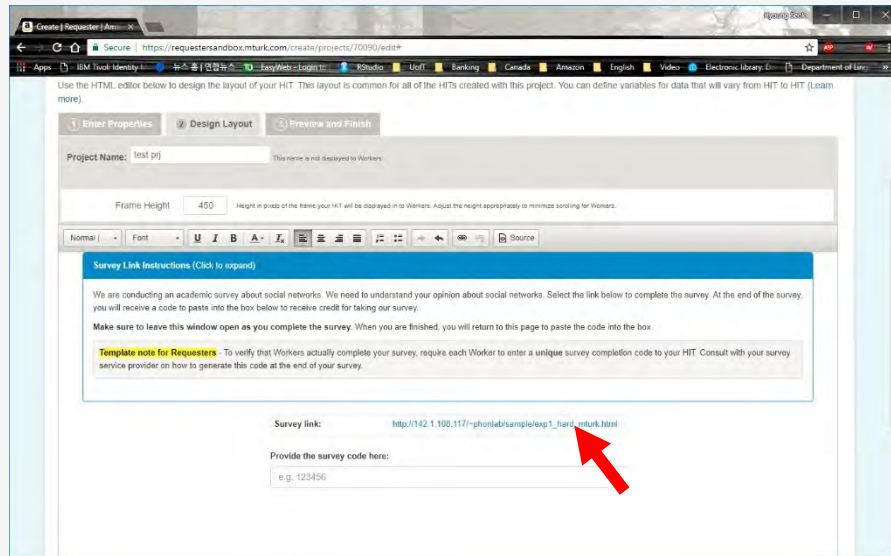 Create | Requester | Am
Secure | https://requestersandbox.mturk.com/create/projects/70090/edit#
Apps IBM Tivoli Identity 뉴스 홈 | 연합뉴스 EasyWeb - Login RStudio UofT Banking Canada Amazon English Video Electronic library. Department of Ling
Use the HTML editor below to design the layout of your HIT. This layout is common for all of the HITs created with this project. You can define variables for data that will vary from HIT to HIT (Learn
more).
1 Enter Properties 2 Design Layout 3 Preview and Finish
Project Name: test prj This name is not displayed to Workers.
Frame Height 450 Height in pixels of the frame your HIT will be displayed in to Workers. Adjust the height appropriately to minimize scrolling for Workers.
Normal Font U I B A Ix Source
Survey Link Instructions (Click to expand)
We are conducting an academic survey about social networks. We need to understand your opinion about social networks. Select the link below to complete the survey. At the end of the survey,
you will receive a code to paste into the box below to receive credit for taking our survey.
Make sure to leave this window open as you complete the survey. When you are finished, you will return to this page to paste the code into the box.
Template note for Requesters - To verify that Workers actually complete your survey, require each Worker to enter a unique survey completion code to your HIT. Consult with your survey
service provider on how to generate this code at the end of your survey.
Survey link: http://142.1.108.117/~phonlab/sample/exp1_hard_mturk.html
Provide the survey code here:
e.g. 123456